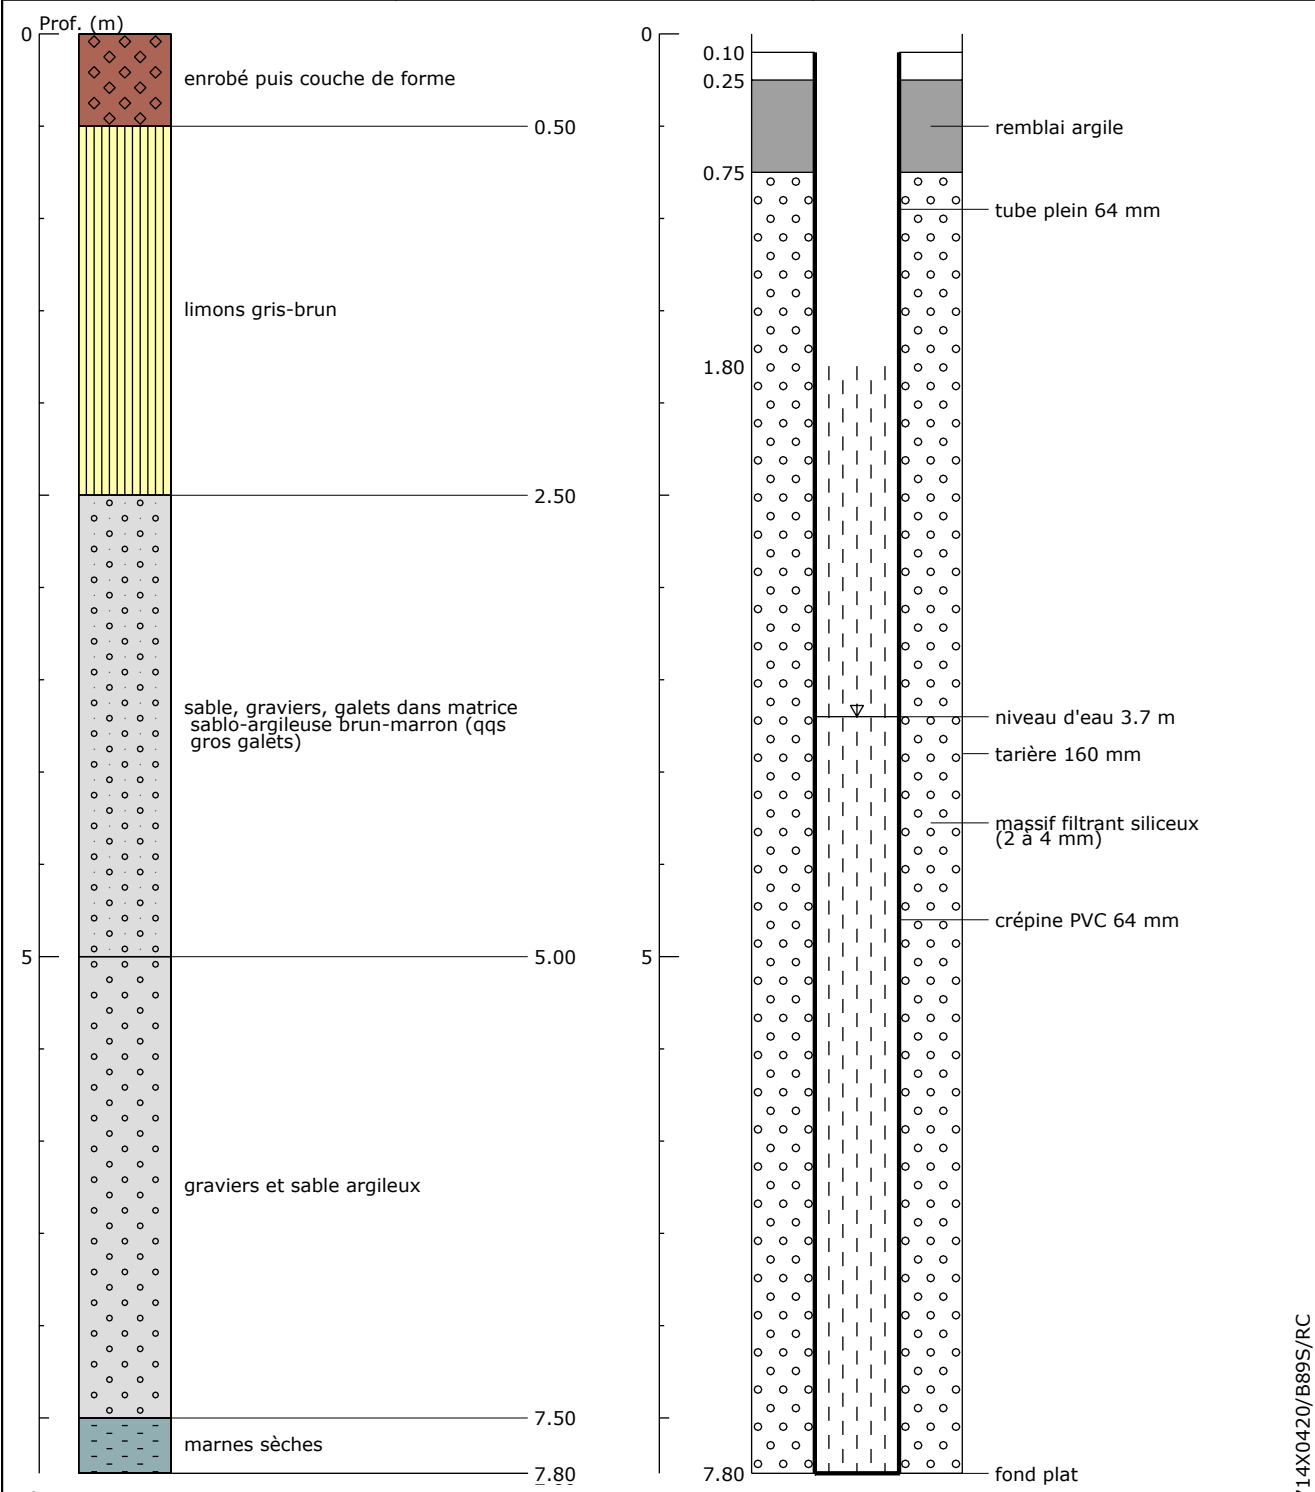 Prof. (m)
0
enrobé puis couche de forme
0.50
limons gris-brun
2.50
sable, graviers, galets dans matrice
sablo-argileuse brun-marron (qqs
gros galets)
5
5.00
graviers et sable argileux
7.50
marnes sèches
7.80
0
0.10
0.25
remblai argile
0.75
tube plein 64 mm
1.80
niveau d'eau 3.7 m
tarière 160 mm
massif filtrant siliceux
(2 à 4 mm)
crépine PVC 64 mm
5
7.80
fond plat
714X0420/B89S/RC